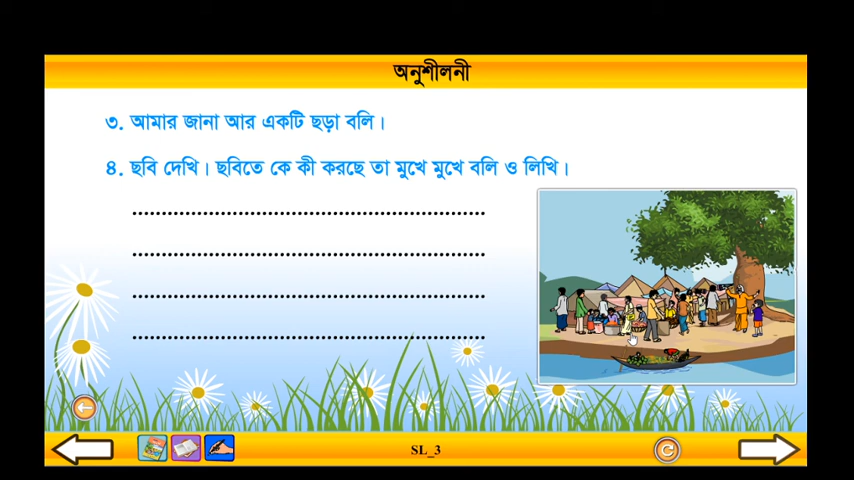 অনুশীলনী
৩. আমার জানা আর একটি ছড়া বলি।
৪. ছবি দেখি। ছবিতে কে কী করছে তা মুখে মুখে বলি ও লিখি।
............................................................
............................................................
............................................................
............................................................
SL_3